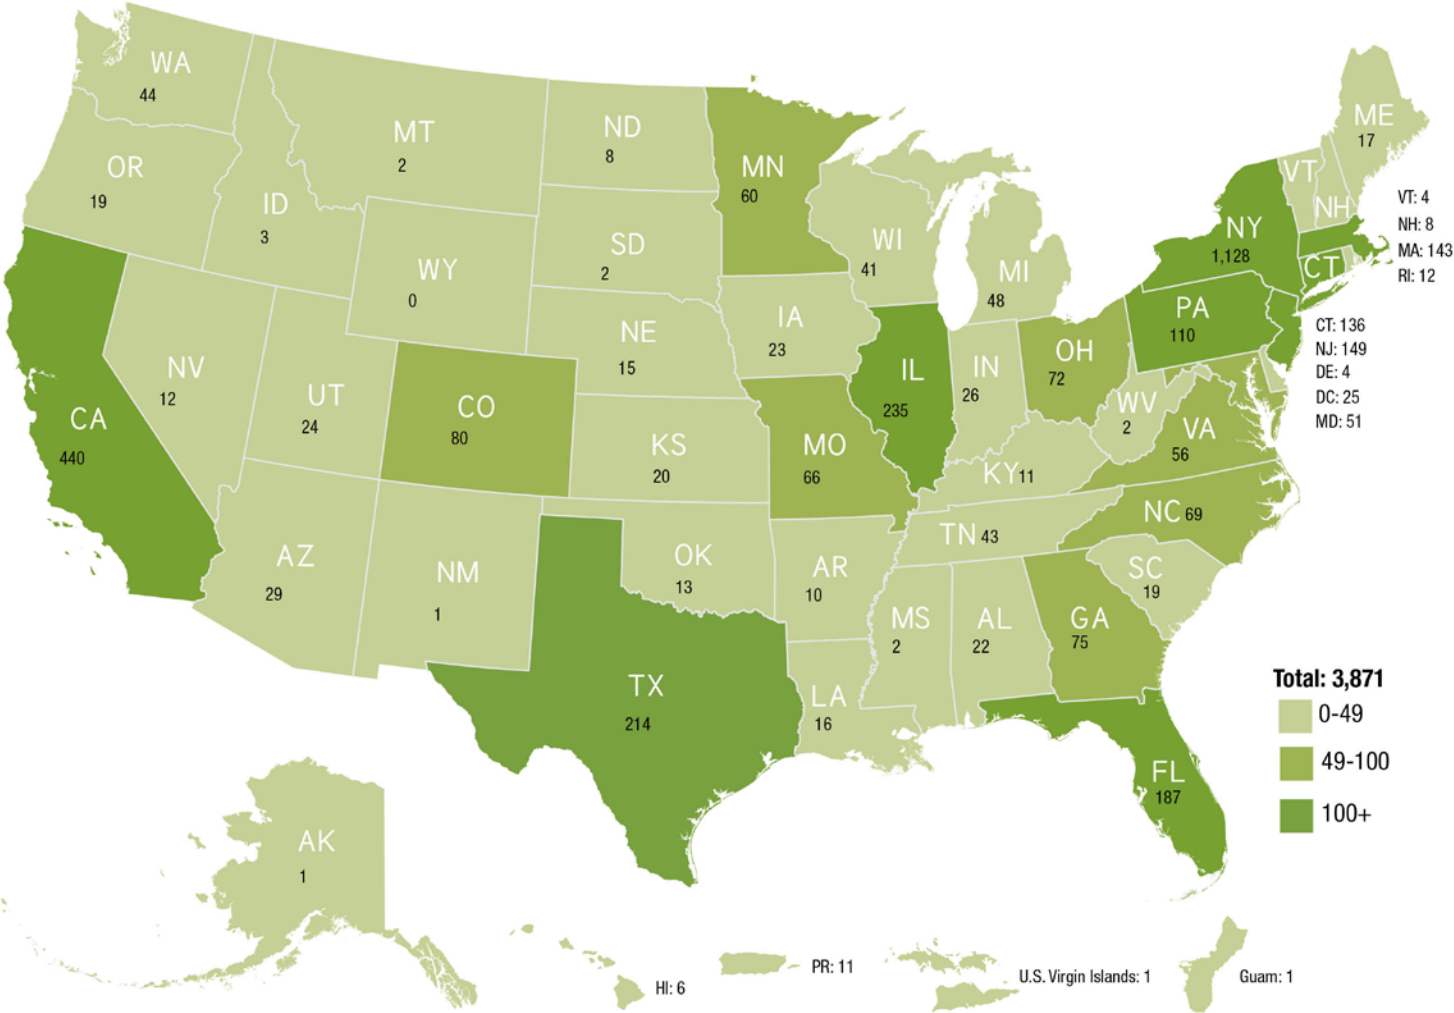 WA
44
OR
19
ID
3
MT
2
ND
8
MN
60
WY
0
SD
2
WI
41
MI
48
NY
1,128
VT
NH
ME
17
VT: 4
NH: 8
MA: 143
RI: 12
CT
CA
440
NV
12
UT
24
CO
80
NE
15
IA
23
IL
235
IN
26
OH
72
PA
110
CT: 136
NJ: 149
DE: 4
DC: 25
MD: 51
KS
20
MO
66
KY 11
WV
2
VA
56
AZ
29
NM
1
OK
13
AR
10
TN 43
NC 69
SC
19
TX
214
LA
16
MS
2
AL
22
GA
75
FL
187
Total: 3,871
0-49
49-100
100+
AK
1
HI: 6
PR: 11
U.S. Virgin Islands: 1
Guam: 1